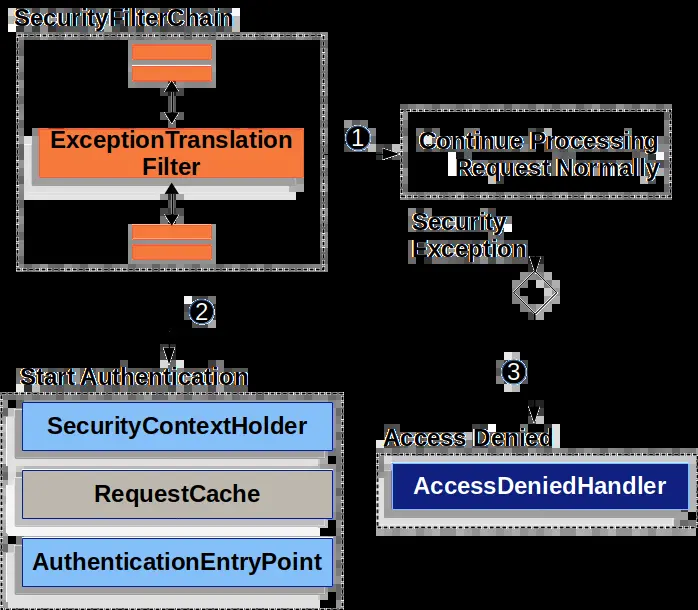 SecurityFilterChain
ExceptionTranslation
Filter
1
Continue Processing
Request Normally
Security
Exception
2
3
Start Authentication
SecurityContextHolder
RequestCache
AuthenticationEntryPoint
Access Denied
AccessDeniedHandler